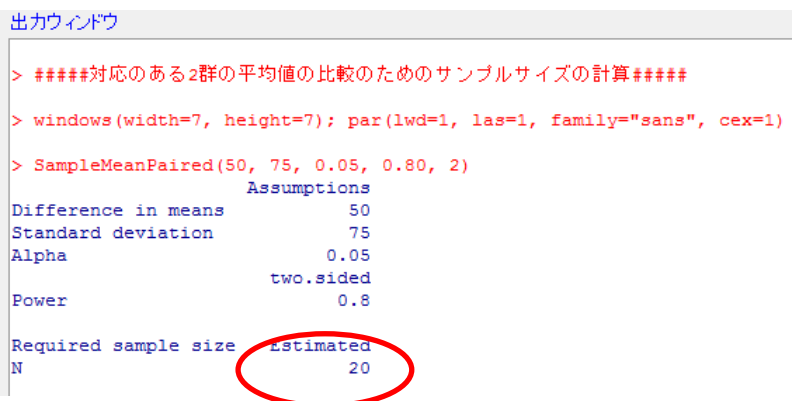 出力ウィンドウ
> #####対応のある2群の平均値の比較のためのサンプルサイズの計算#####
> windows(width=7, height=7); par(lwd=1, las=1, family="sans", cex=1)
> SampleMeanPaired(50, 75, 0.05, 0.80, 2)
Assumptions
Difference in means 50
Standard deviation 75
Alpha 0.05
two.sided
Power 0.8
Required sample size Estimated
N 20